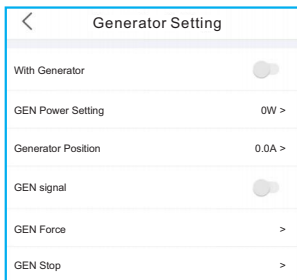 Generator Setting
With Generator
GEN Power Setting 0W >
Generator Position 0.0A >
GEN signal
GEN Force >
GEN Stop >